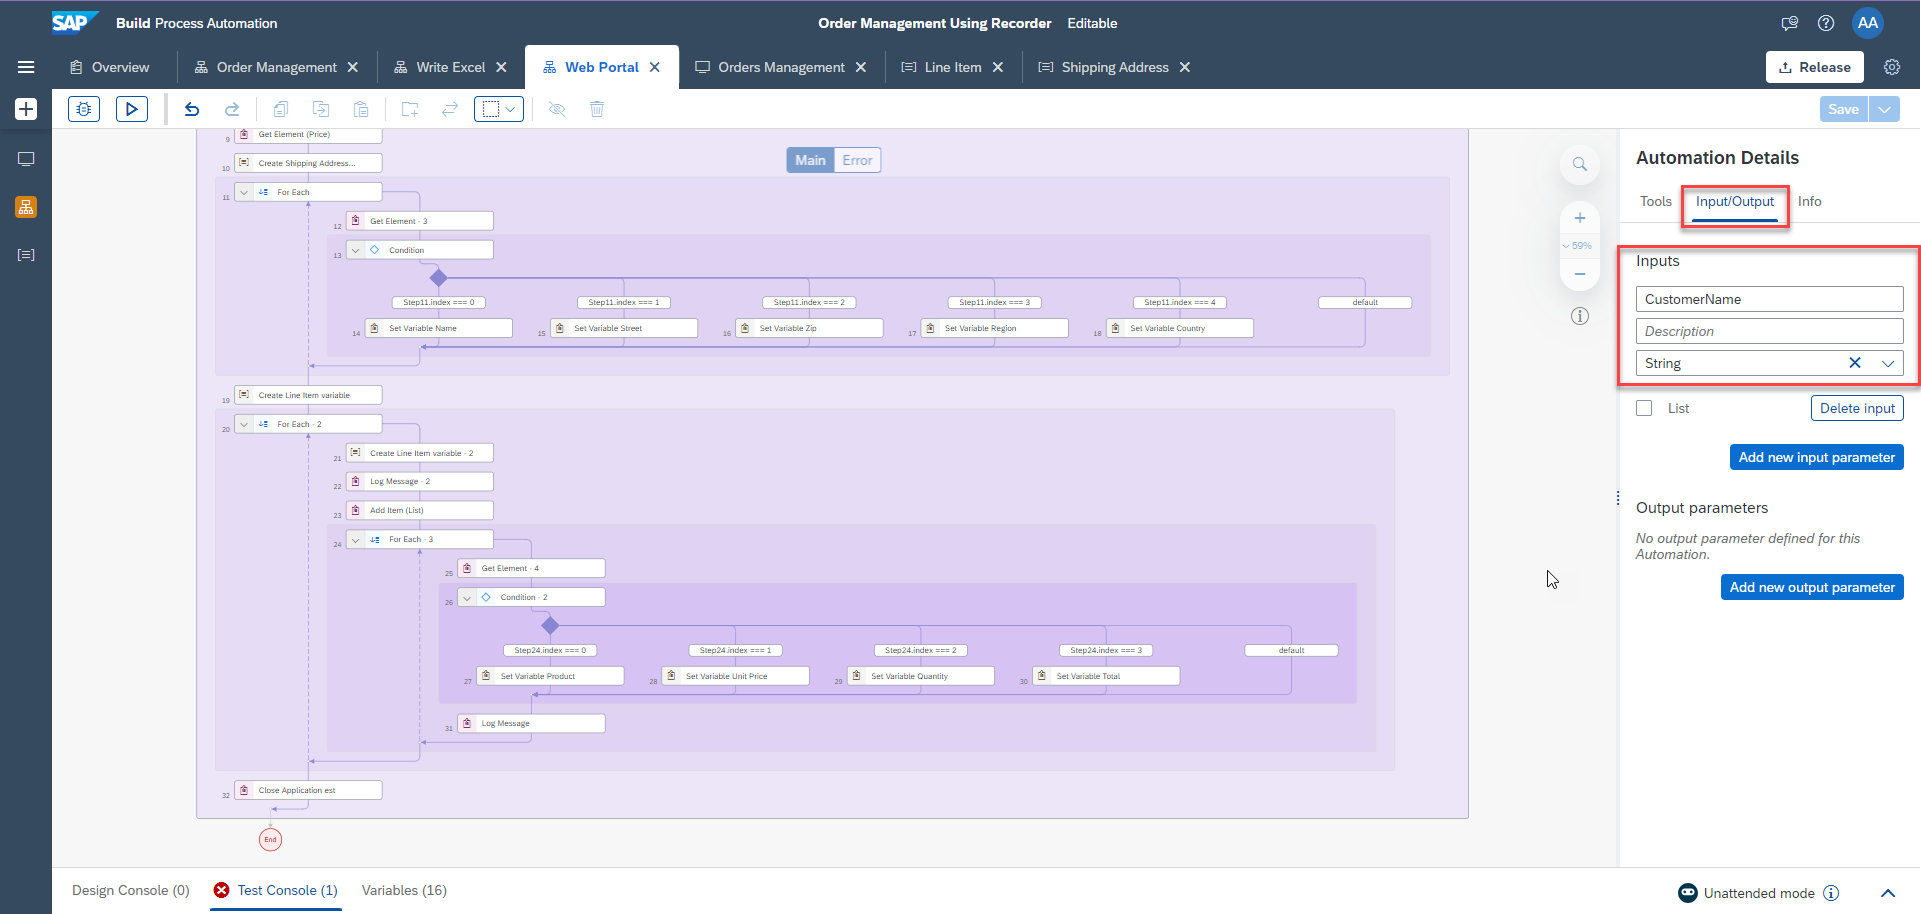 SAP Build Process Automation
Order Management Using Recorder Editable
AA
Overview
Order Management
Write Excel
Web Portal
Orders Management
Line Item
Shipping Address
Release
Save
Main Error
9 Get Element (Price)
10 Create Shipping Address...
11 For Each
12 Get Element - 3
13 Condition
Step11.index === 0
Step11.index === 1
Step11.index === 2
Step11.index === 3
Step11.index === 4
default
14 Set Variable Name
15 Set Variable Street
16 Set Variable Zip
17 Set Variable Region
18 Set Variable Country
19 Create Line Item variable
20 For Each - 2
21 Create Line Item variable - 2
22 Log Message - 2
23 Add Item (List)
24 For Each - 3
25 Get Element - 4
26 Condition - 2
Step24.index === 0
Step24.index === 1
Step24.index === 2
Step24.index === 3
default
27 Set Variable Product
28 Set Variable Unit Price
29 Set Variable Quantity
30 Set Variable Total
31 Log Message
32 Close Application est
End
59%
Automation Details
Tools
Input/Output
Info
Inputs
CustomerName
Description
String
List
Delete input
Add new input parameter
Output parameters
No output parameter defined for this
Automation.
Add new output parameter
Design Console (0)
Test Console (1)
Variables (16)
Unattended mode